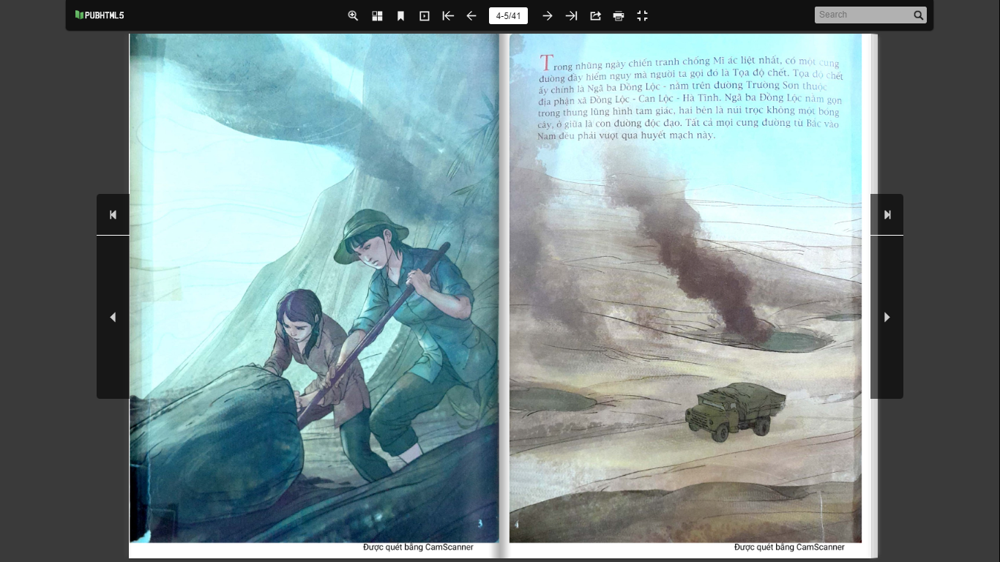 PUBHTML5
4-5/41
Search
Trong những ngày chiến tranh chống Mĩ ác liệt nhất, có một cung
đường đầy hiểm nguy mà người ta gọi đó là Tọa độ chết. Tọa độ chết
ấy chính là Ngã ba Đồng Lộc - nằm trên đường Trường Sơn thuộc
địa phận xã Đồng Lộc - Can Lộc - Hà Tĩnh. Ngã ba Đồng Lộc nằm gọn
trong thung lũng hình tam giác, hai bên là núi trọc không một bóng
cây, ở giữa là con đường độc đạo. Tất cả mọi cung đường từ Bắc vào
Nam đều phải vượt qua huyết mạch này.
3
4
Được quét bằng CamScanner
Được quét bằng CamScanner